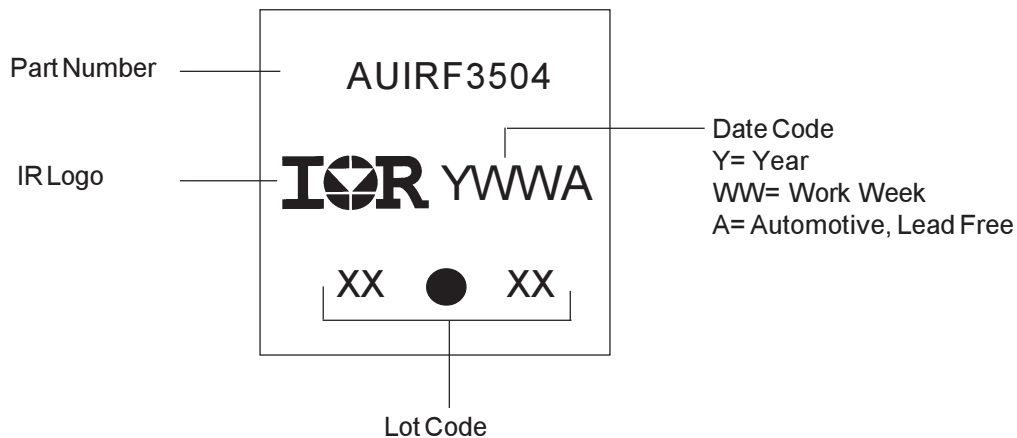 Part Number
AUIRF3504
IR Logo
IOR YWWA
Date Code
Y= Year
WW= Work Week
A= Automotive, Lead Free
XX XX
Lot Code